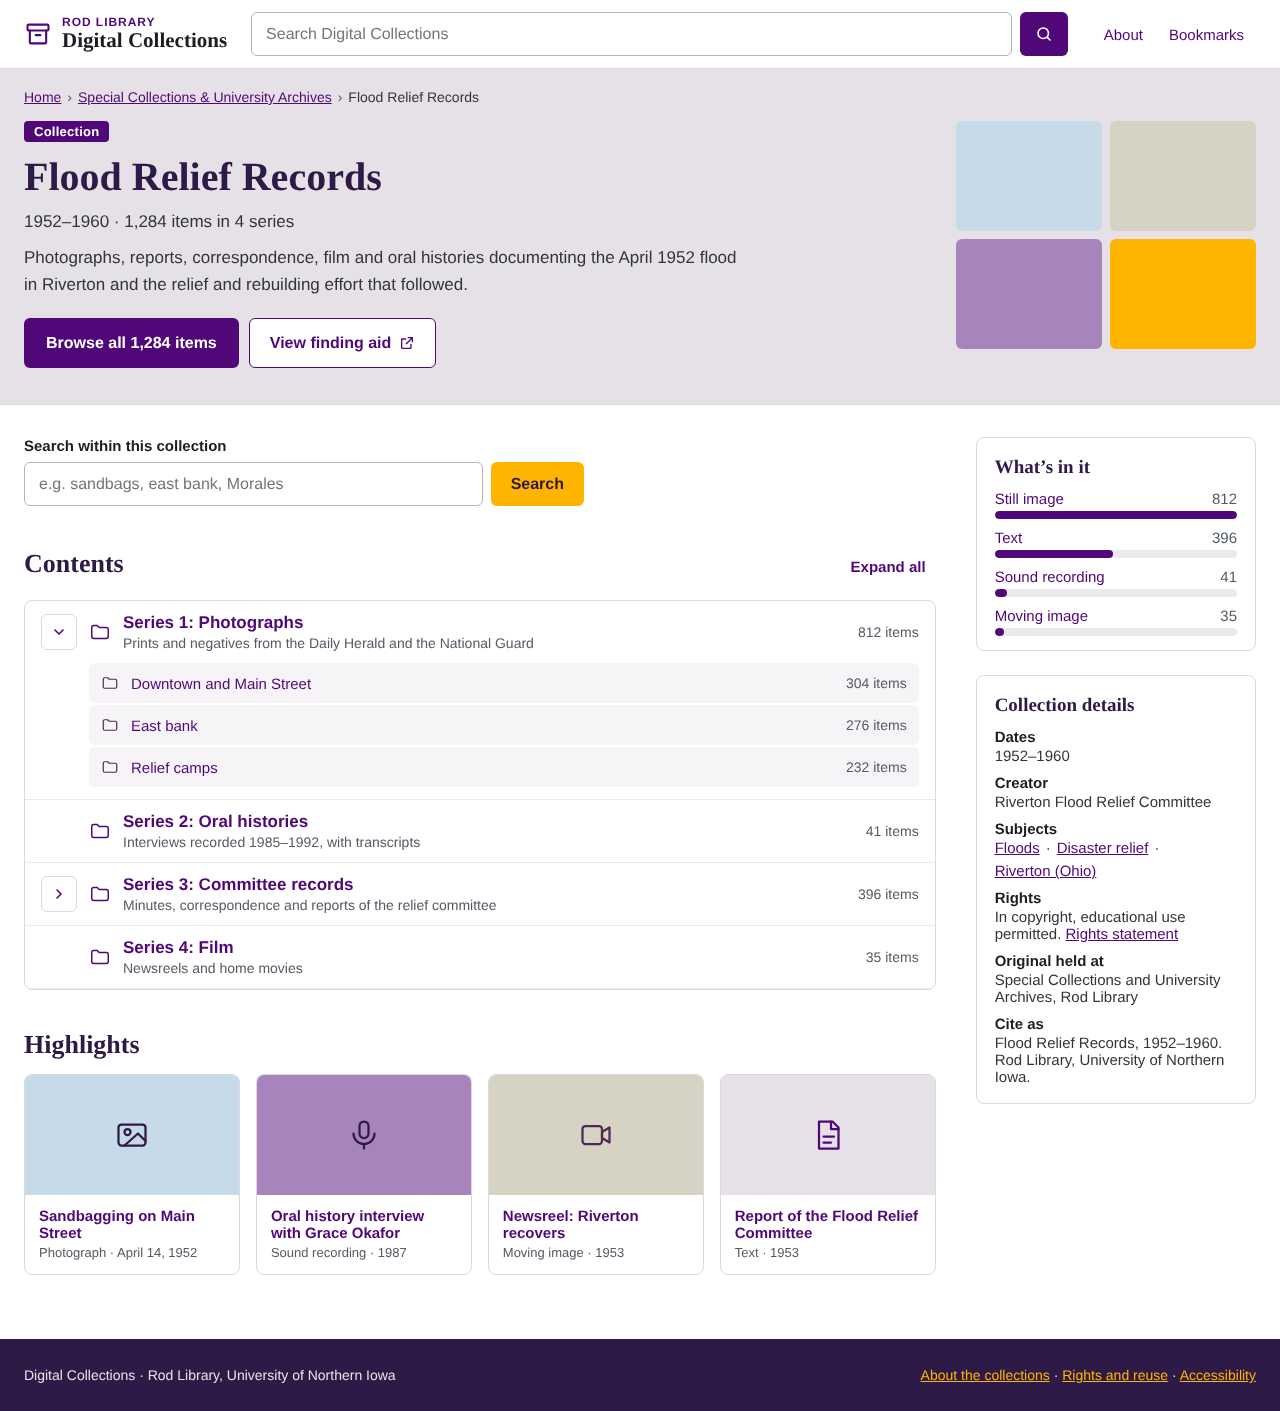 ROD LIBRARY
Digital Collections
Search Digital Collections
About
Bookmarks
Home › Special Collections & University Archives › Flood Relief Records
Collection
Flood Relief Records
1952–1960 · 1,284 items in 4 series
Photographs, reports, correspondence, film and oral histories documenting the April 1952 flood
in Riverton and the relief and rebuilding effort that followed.
Browse all 1,284 items
View finding aid
Search within this collection
e.g. sandbags, east bank, Morales
Search
Contents
Expand all
Series 1: Photographs
Prints and negatives from the Daily Herald and the National Guard
812 items
Downtown and Main Street
304 items
East bank
276 items
Relief camps
232 items
Series 2: Oral histories
Interviews recorded 1985–1992, with transcripts
41 items
Series 3: Committee records
Minutes, correspondence and reports of the relief committee
396 items
Series 4: Film
Newsreels and home movies
35 items
Highlights
Sandbagging on Main
Street
Photograph · April 14, 1952
Oral history interview
with Grace Okafor
Sound recording · 1987
Newsreel: Riverton
recovers
Moving image · 1953
Report of the Flood Relief
Committee
Text · 1953
What’s in it
Still image 812
Text 396
Sound recording 41
Moving image 35
Collection details
Dates
1952–1960
Creator
Riverton Flood Relief Committee
Subjects
Floods · Disaster relief ·
Riverton (Ohio)
Rights
In copyright, educational use
permitted. Rights statement
Original held at
Special Collections and University
Archives, Rod Library
Cite as
Flood Relief Records, 1952–1960.
Rod Library, University of Northern
Iowa.
Digital Collections · Rod Library, University of Northern Iowa
About the collections · Rights and reuse · Accessibility